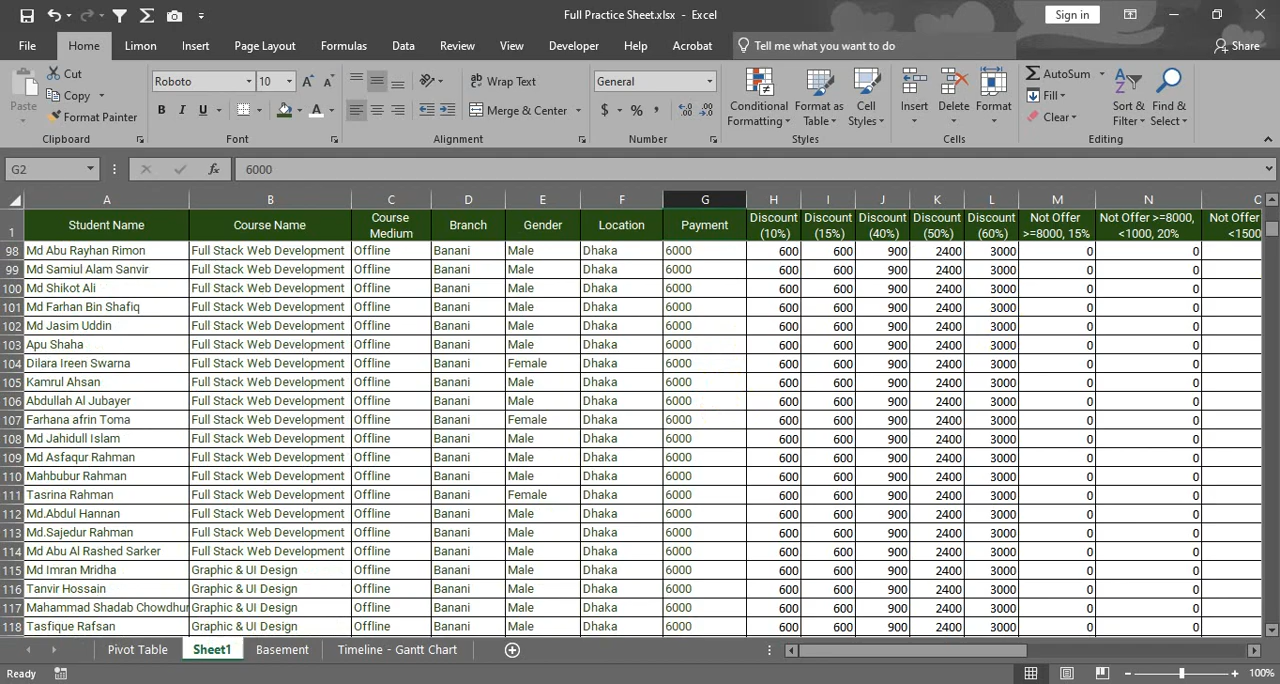 Full Practice Sheet.xlsx - Excel
Sign in
File Home Limon Insert Page Layout Formulas Data Review View Developer Help Acrobat Tell me what you want to do Share
Paste Cut Copy Format Painter Clipboard
Roboto 10 B I U A Font
Wrap Text Merge & Center Alignment
General $ % , Number
Conditional Formatting Format as Table Cell Styles Styles
Insert Delete Format Cells
AutoSum Fill Clear Sort & Filter Find & Select Editing
G2 fx 6000
A B C D E F G H I J K L M N
1 Student Name Course Name Course Medium Branch Gender Location Payment Discount (10%) Discount (15%) Discount (40%) Discount (50%) Discount (60%) Not Offer >=8000, 15% Not Offer >=8000, <1000, 20% Not Offer <1500
98 Md Abu Rayhan Rimon Full Stack Web Development Offline Banani Male Dhaka 6000 600 600 900 2400 3000 0 0
99 Md Samiul Alam Sanvir Full Stack Web Development Offline Banani Male Dhaka 6000 600 600 900 2400 3000 0 0
100 Md Shikot Ali Full Stack Web Development Offline Banani Male Dhaka 6000 600 600 900 2400 3000 0 0
101 Md Farhan Bin Shafiq Full Stack Web Development Offline Banani Male Dhaka 6000 600 600 900 2400 3000 0 0
102 Md Jasim Uddin Full Stack Web Development Offline Banani Male Dhaka 6000 600 600 900 2400 3000 0 0
103 Apu Shaha Full Stack Web Development Offline Banani Male Dhaka 6000 600 600 900 2400 3000 0 0
104 Dilara Ireen Swarna Full Stack Web Development Offline Banani Female Dhaka 6000 600 600 900 2400 3000 0 0
105 Kamrul Ahsan Full Stack Web Development Offline Banani Male Dhaka 6000 600 600 900 2400 3000 0 0
106 Abdullah Al Jubayer Full Stack Web Development Offline Banani Male Dhaka 6000 600 600 900 2400 3000 0 0
107 Farhana afrin Toma Full Stack Web Development Offline Banani Female Dhaka 6000 600 600 900 2400 3000 0 0
108 Md Jahidull Islam Full Stack Web Development Offline Banani Male Dhaka 6000 600 600 900 2400 3000 0 0
109 Md Asfaqur Rahman Full Stack Web Development Offline Banani Male Dhaka 6000 600 600 900 2400 3000 0 0
110 Mahbubur Rahman Full Stack Web Development Offline Banani Male Dhaka 6000 600 600 900 2400 3000 0 0
111 Tasrina Rahman Full Stack Web Development Offline Banani Female Dhaka 6000 600 600 900 2400 3000 0 0
112 Md.Abdul Hannan Full Stack Web Development Offline Banani Male Dhaka 6000 600 600 900 2400 3000 0 0
113 Md.Sajedur Rahman Full Stack Web Development Offline Banani Male Dhaka 6000 600 600 900 2400 3000 0 0
114 Md Abu Al Rashed Sarker Full Stack Web Development Offline Banani Male Dhaka 6000 600 600 900 2400 3000 0 0
115 Md Imran Mridha Graphic & UI Design Offline Banani Male Dhaka 6000 600 600 900 2400 3000 0 0
116 Tanvir Hossain Graphic & UI Design Offline Banani Male Dhaka 6000 600 600 900 2400 3000 0 0
117 Mahammad Shadab Chowdhur Graphic & UI Design Offline Banani Male Dhaka 6000 600 600 900 2400 3000 0 0
118 Tasfique Rafsan Graphic & UI Design Offline Banani Male Dhaka 6000 600 600 900 2400 3000 0 0
Pivot Table Sheet1 Basement Timeline - Gantt Chart
Ready 100%